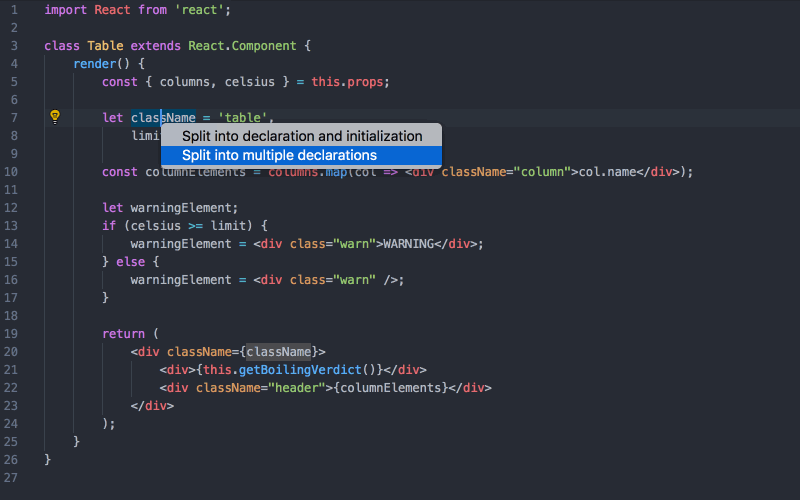 1 import React from 'react';
2
3 class Table extends React.Component {
4 render() {
5 const { columns, celsius } = this.props;
6
7 let className = 'table',
8 limi
Split into declaration and initialization
9
Split into multiple declarations
10 const columnElements = columns.map(col => <div className="column">col.name</div>);
11
12 let warningElement;
13 if (celsius >= limit) {
14 warningElement = <div class="warn">WARNING</div>;
15 } else {
16 warningElement = <div class="warn" />;
17 }
18
19 return (
20 <div className={className}>
21 <div>{this.getBoilingVerdict()}</div>
22 <div className="header">{columnElements}</div>
23 </div>
24 );
25 }
26 }
27